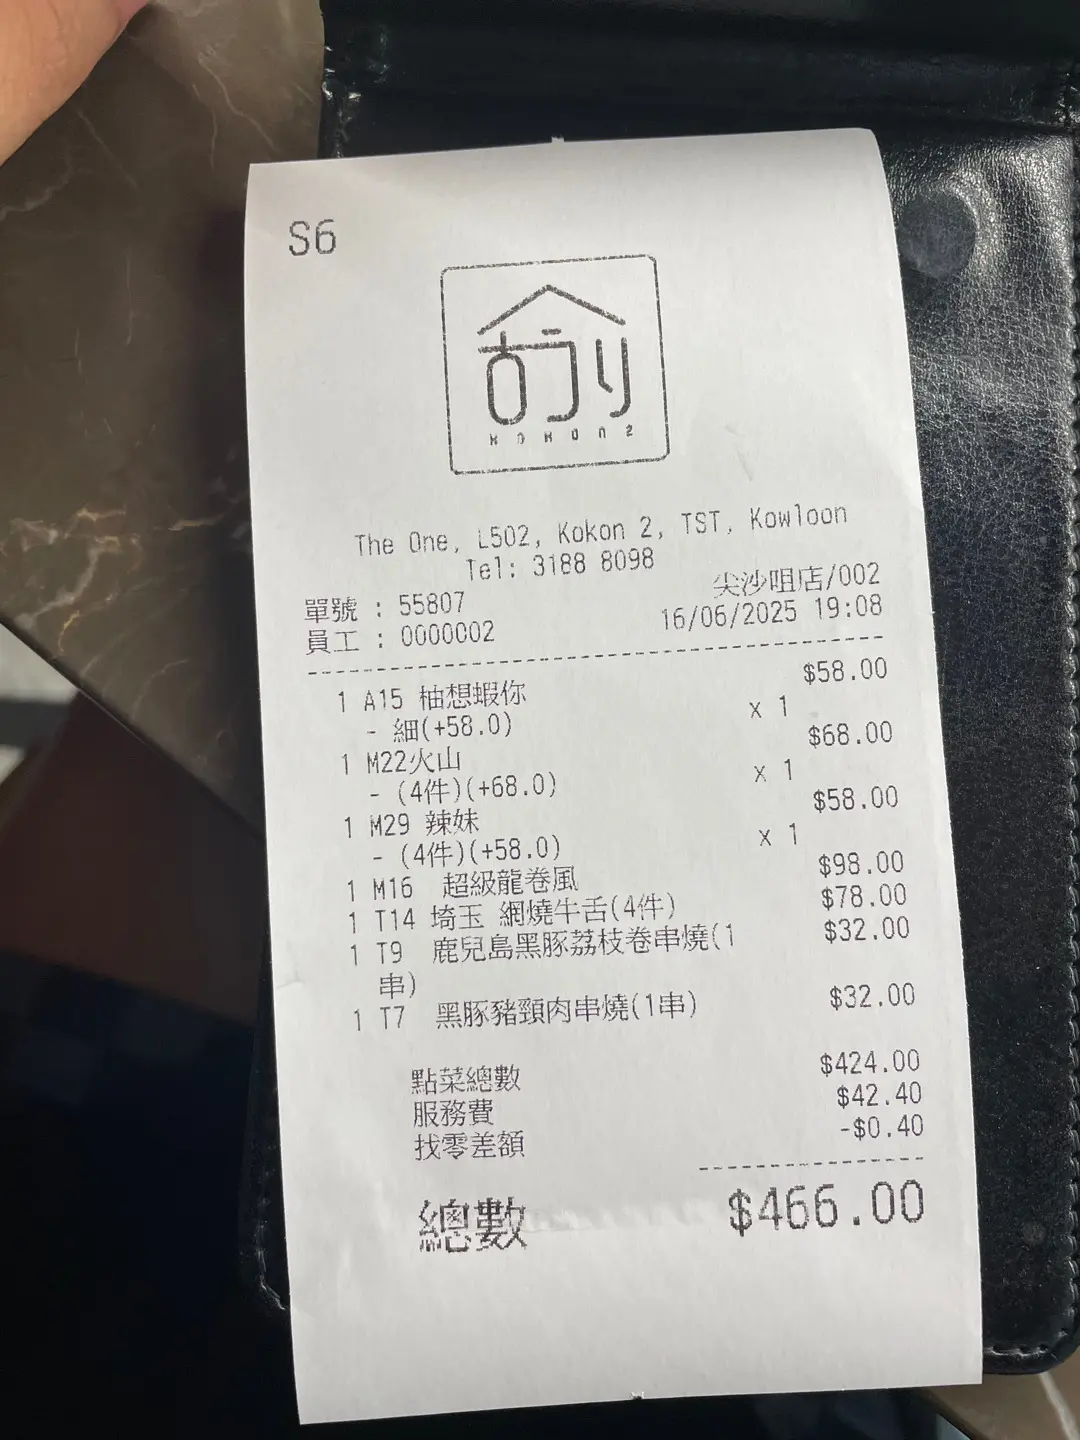 S6
KOKON2
The One, L502, Kokon 2, TST, Kowloon
Tel: 3188 8098
尖沙咀店/002
單號 : 55807
16/06/2025 19:08
員工 : 0000002
1 A15 柚想蝦你 $58.00
- 細(+58.0) x 1
1 M22火山 $68.00
- (4件)(+68.0) x 1
1 M29 辣妹 $58.00
- (4件)(+58.0) x 1
1 M16 超級龍卷風 $98.00
1 T14 埼玉 網燒牛舌(4件) $78.00
1 T9 鹿兒島黑豚荔枝卷串燒(1 $32.00
串)
1 T7 黑豚豬頸肉串燒(1串) $32.00
點菜總數 $424.00
服務費 $42.40
找零差額 -$0.40
總數 $466.00